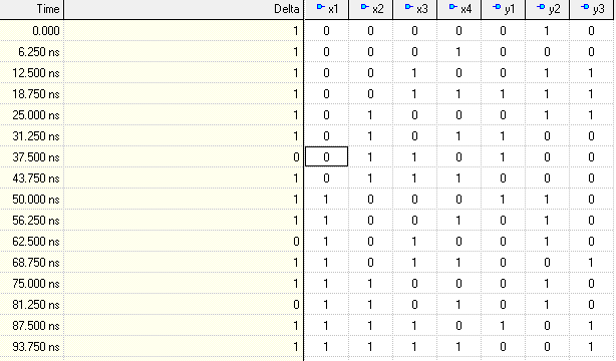 Time Delta x1 x2 x3 x4 y1 y2 y3
0.000 1 0 0 0 0 0 1 0
6.250 ns 1 0 0 0 1 0 0 0
12.500 ns 1 0 0 1 0 0 1 1
18.750 ns 1 0 0 1 1 1 1 1
25.000 ns 1 0 1 0 0 0 1 1
31.250 ns 1 0 1 0 1 1 0 0
37.500 ns 0 0 1 1 0 1 0 0
43.750 ns 1 0 1 1 1 0 0 0
50.000 ns 1 1 0 0 0 1 1 0
56.250 ns 1 1 0 0 1 0 1 0
62.500 ns 0 1 0 1 0 0 1 0
68.750 ns 1 1 0 1 1 0 0 1
75.000 ns 1 1 1 0 0 0 1 0
81.250 ns 0 1 1 0 1 0 1 0
87.500 ns 1 1 1 1 0 1 0 1
93.750 ns 1 1 1 1 1 0 0 1